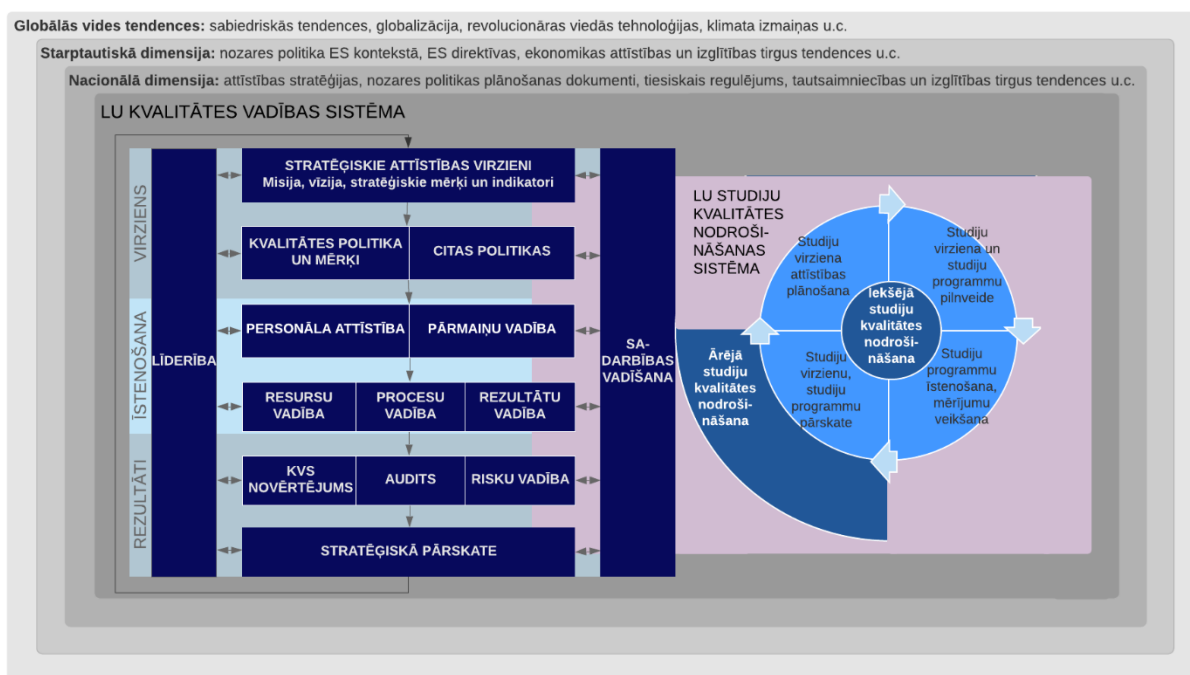 Globālās vides tendences: sabiedriskās tendences, globalizācija, revolucionāras viedās tehnoloģijas, klimata izmaiņas u.c.
Starptautiskā dimensija: nozares politika ES kontekstā, ES direktīvas, ekonomikas attīstības un izglītības tirgus tendences u.c.
Nacionālā dimensija: attīstības stratēģijas, nozares politikas plānošanas dokumenti, tiesiskais regulējums, tautsaimniecības un izglītības tirgus tendences u.c.
LU KVALITĀTES VADĪBAS SISTĒMA
VIRZIENS
ĪSTENOŠANA
REZULTĀTI
LĪDERĪBA
STRATĒĢISKIE ATTĪSTĪBAS VIRZIENI
Misija, vīzija, stratēģiskie mērķi un indikatori
KVALITĀTES POLITIKA
UN MĒRĶI
CITAS POLITIKAS
PERSONĀLA ATTĪSTĪBA
PĀRMAIŅU VADĪBA
RESURSU
VADĪBA
PROCESU
VADĪBA
REZULTĀTU
VADĪBA
KVS
NOVĒRTĒJUMS
AUDITS
RISKU VADĪBA
STRATĒĢISKĀ PĀRSKATE
SA-
DARBĪBAS
VADĪŠANA
LU STUDIJU
KVALITĀTES
NODROŠI-
NĀŠANAS
SISTĒMA
Studiju
virziena
attīstības
plānošana
Studiju
virziena un
studiju
programmu
pilnveide
Iekšējā
studiju
kvalitātes
nodroši-
nāšana
Ārējā
studiju
kvalitātes
nodroši-
nāšana
Studiju
virzienu,
studiju
programmu
pārskate
Studiju
programmu
īstenošana,
mērījumu
veikšana